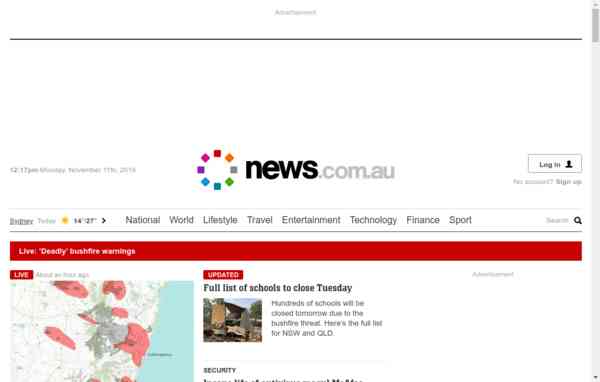 Advertisement
12:17pm Monday, November 11th, 2019
news.com.au
Log in
No account? Sign up
Sydney Today 14°/27°
National World Lifestyle Travel Entertainment Technology Finance Sport
Search
Live: 'Deadly' bushfire warnings
LIVE About an hour ago
UPDATED
Full list of schools to close Tuesday
Hundreds of schools will be
closed tomorrow due to the
bushfire threat. Here's the full list
for NSW and QLD.
Advertisement
SECURITY